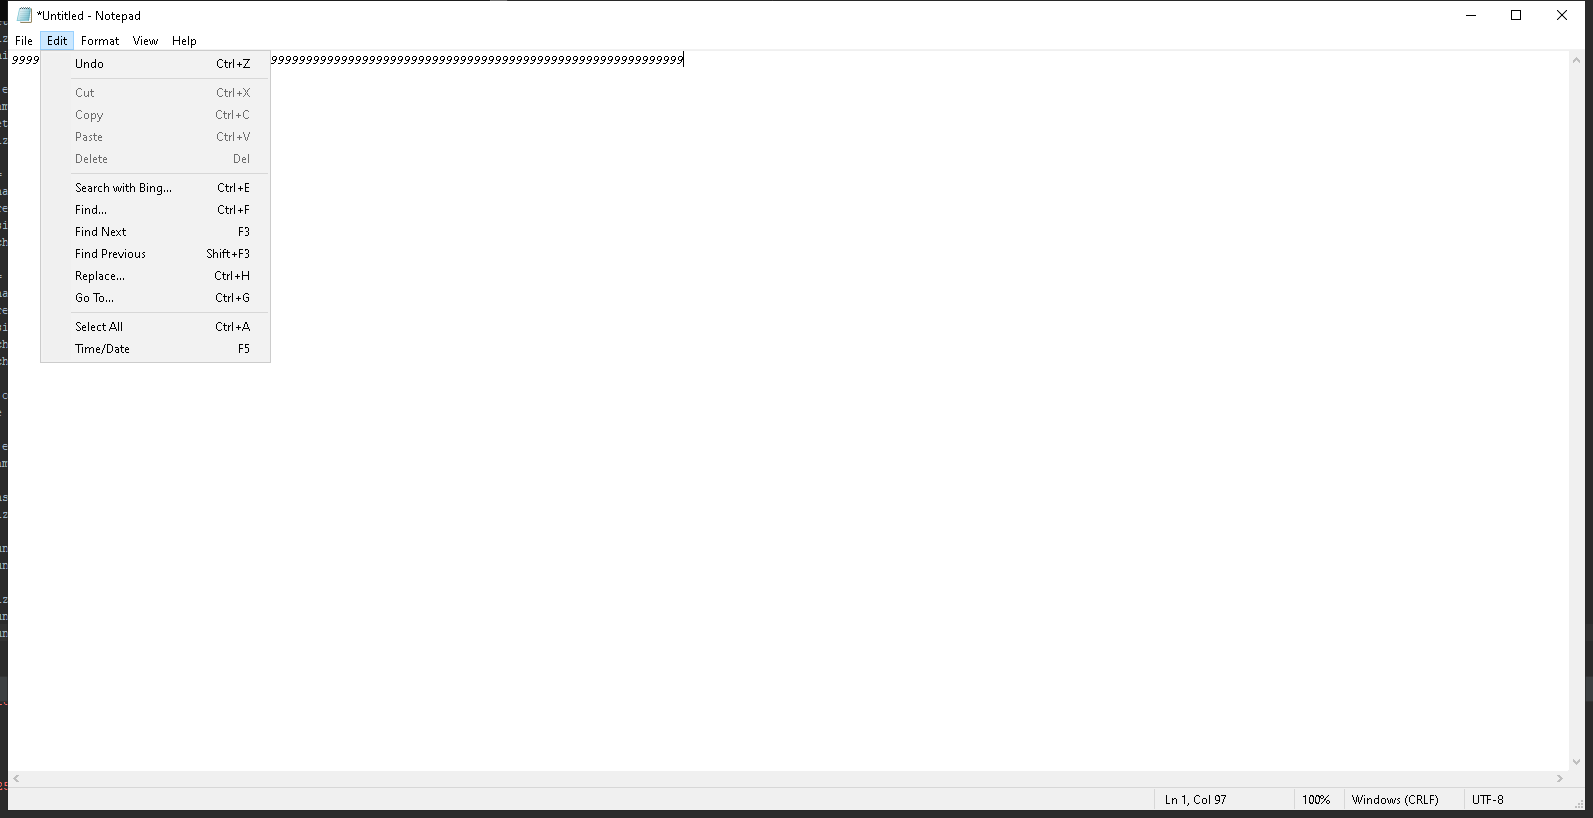 *Untitled - Notepad
File Edit Format View Help
9999 99999999999999999999999999999999999999999999999999999999999
Undo Ctrl+Z
Cut Ctrl+X
Copy Ctrl+C
Paste Ctrl+V
Delete Del
Search with Bing... Ctrl+E
Find... Ctrl+F
Find Next F3
Find Previous Shift+F3
Replace... Ctrl+H
Go To... Ctrl+G
Select All Ctrl+A
Time/Date F5
Ln 1, Col 97 100% Windows (CRLF) UTF-8